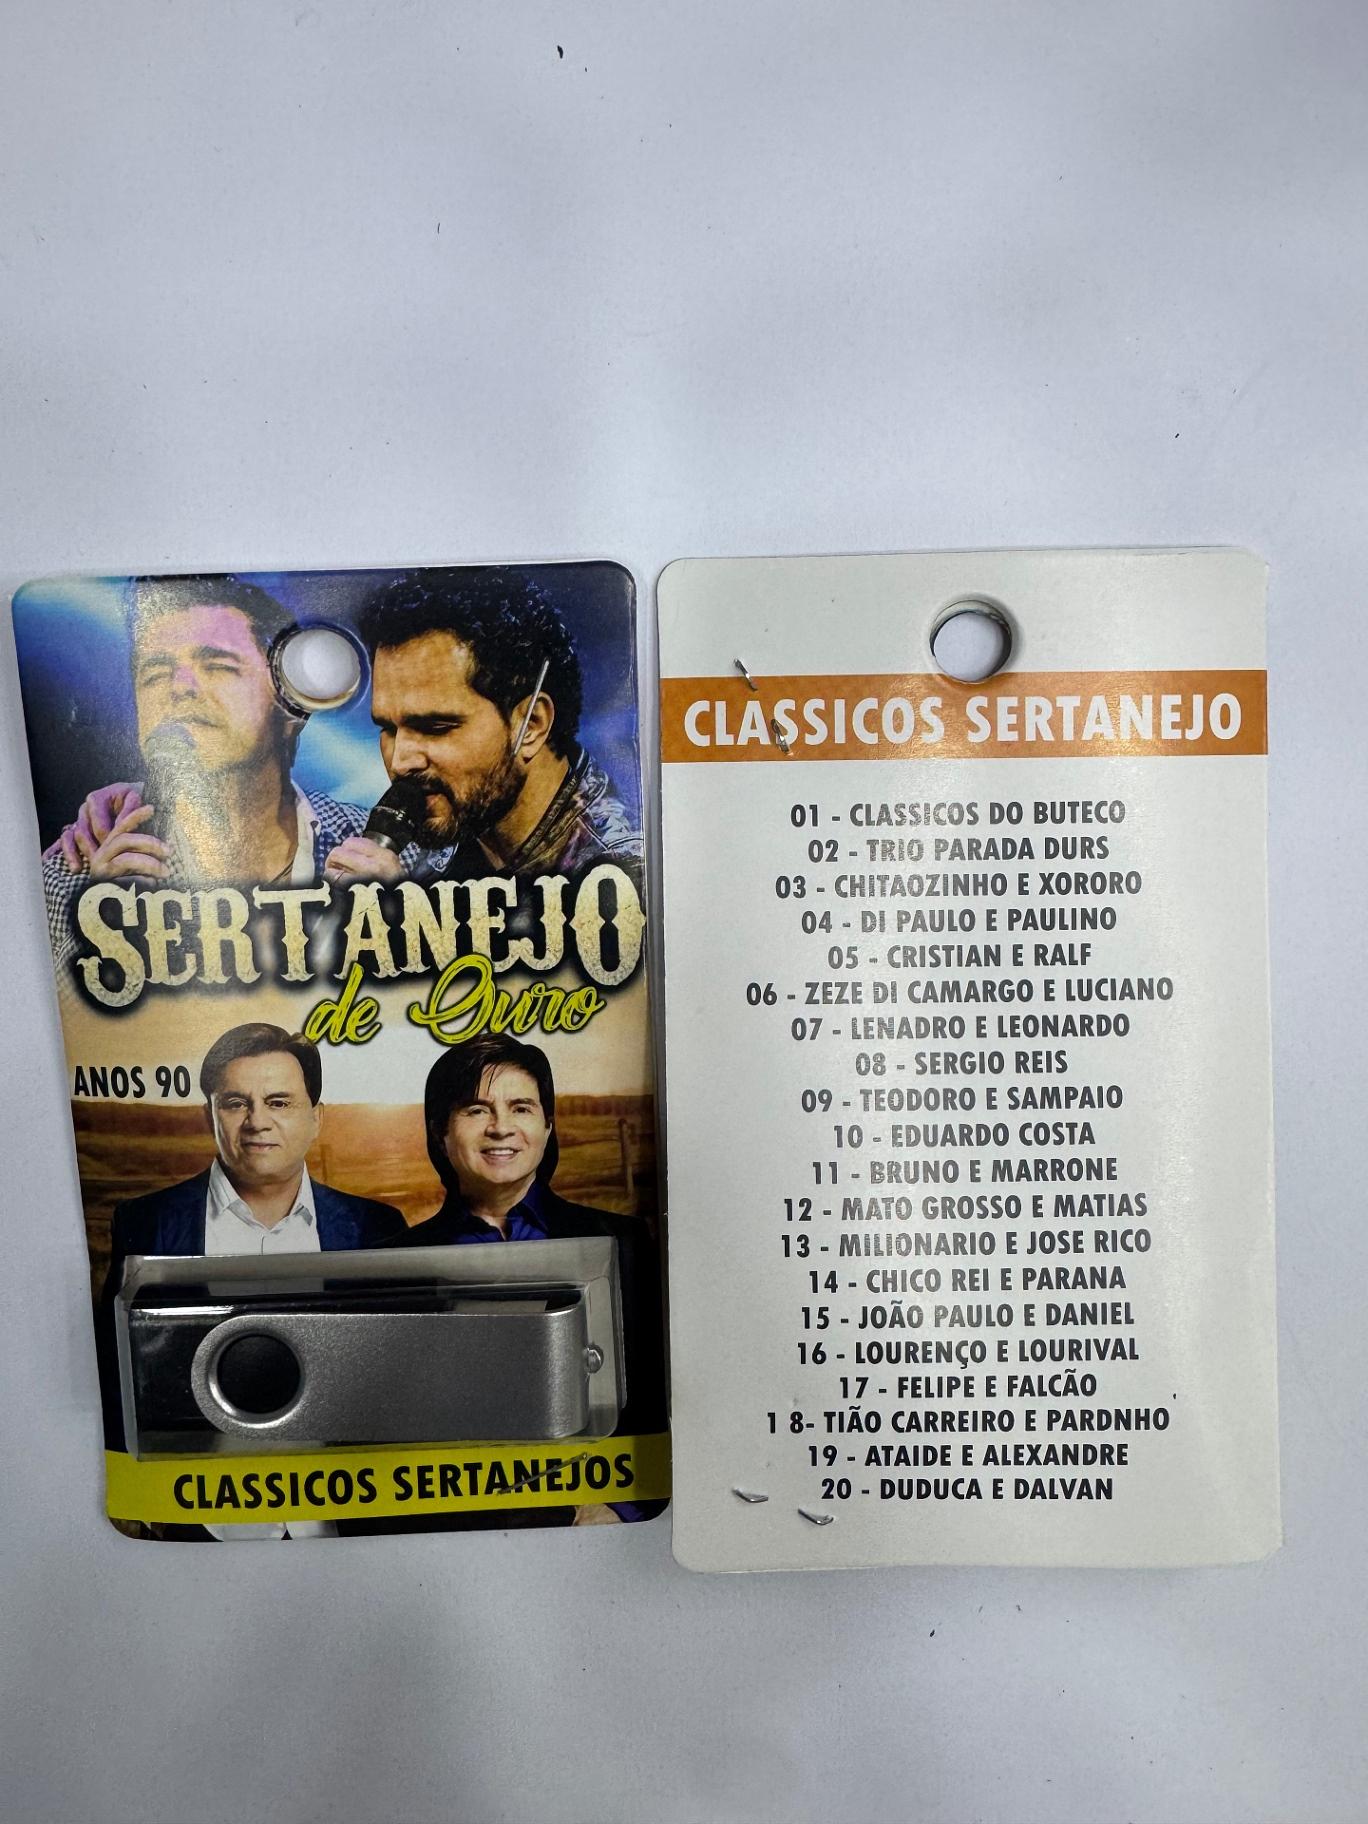 SERTANEJO
de Ouro
ANOS 90
CLASSICOS SERTANEJOS
CLASSICOS SERTANEJO
01 - CLASSICOS DO BUTECO
02 - TRIO PARADA DURS
03 - CHITAOZINHO E XORORO
04 - DI PAULO E PAULINO
05 - CRISTIAN E RALF
06 - ZEZE DI CAMARGO E LUCIANO
07 - LENADRO E LEONARDO
08 - SERGIO REIS
09 - TEODORO E SAMPAIO
10 - EDUARDO COSTA
11 - BRUNO E MARRONE
12 - MATO GROSSO E MATIAS
13 - MILIONARIO E JOSE RICO
14 - CHICO REI E PARANA
15 - JOÃO PAULO E DANIEL
16 - LOURENÇO E LOURIVAL
17 - FELIPE E FALCÃO
1 8- TIÃO CARREIRO E PARDNHO
19 - ATAIDE E ALEXANDRE
20 - DUDUCA E DALVAN